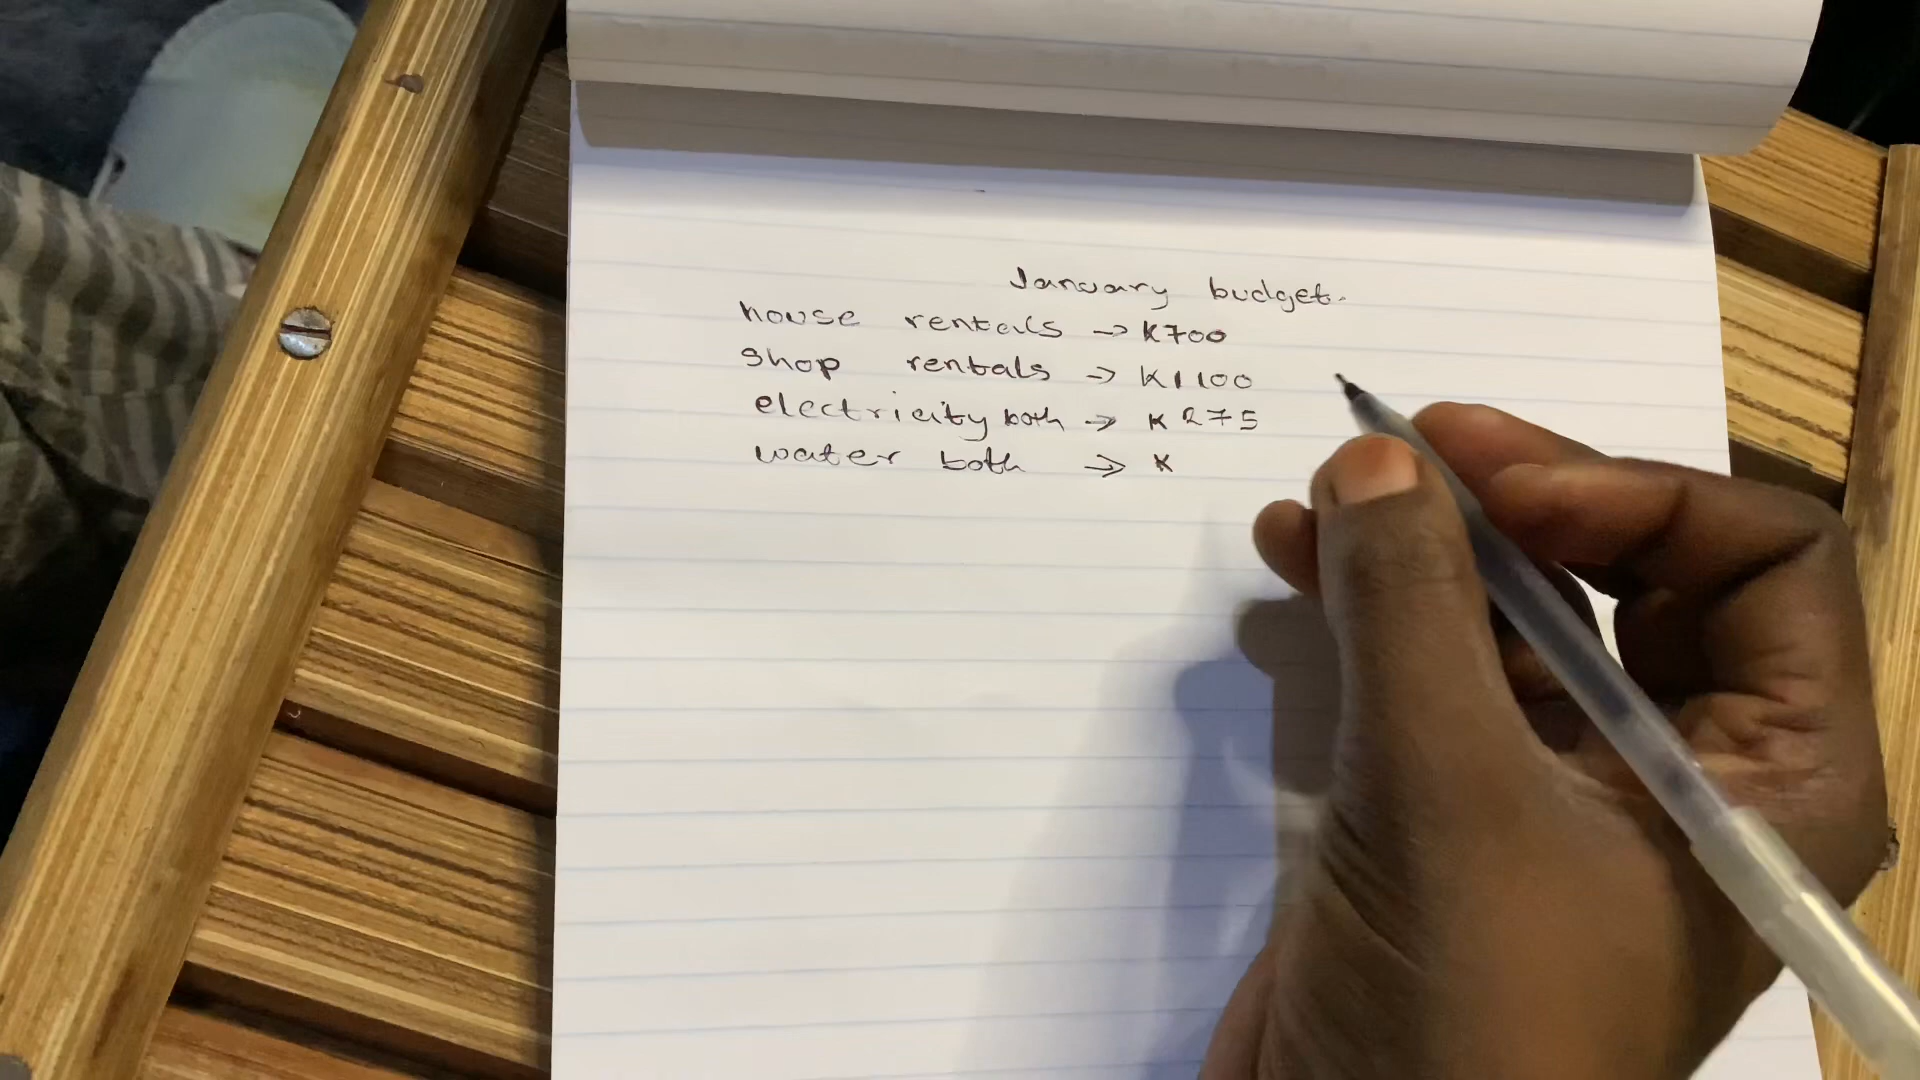 January budget.
house rentals → K700
shop rentals → K1100
electricity both → K275
water both → K